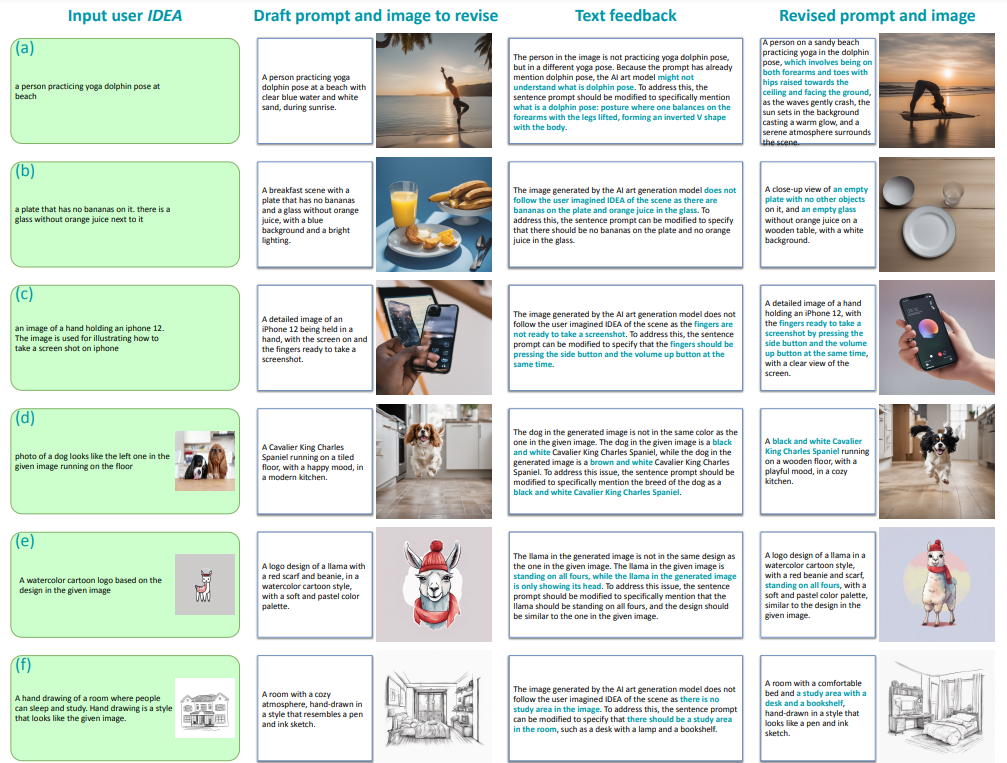 Input user IDEA
Draft prompt and image to revise
Text feedback
Revised prompt and image
(a)
a person practicing yoga dolphin pose at
beach
A person practicing yoga
dolphin pose at a beach with
clear blue water and white
sand, during sunrise.
The person in the image is not practicing yoga dolphin pose,
but in a different yoga pose. Because the prompt has already
mention dolphin pose, the AI art model might not
understand what is dolphin pose. To address this, the
sentence prompt should be modified to specifically mention
what is a dolphin pose: posture where one balances on the
forearms with the legs lifted, forming an inverted V shape
with the body.
A person on a sandy beach
practicing yoga in the dolphin
pose, which involves being on
both forearms and toes with
hips raised towards the
ceiling and facing the ground,
as the waves gently crash, the
sun sets in the background
casting a warm glow, and a
serene atmosphere surrounds
the scene.
(b)
a plate that has no bananas on it. there is a
glass without orange juice next to it
A breakfast scene with a
plate that has no bananas
and a glass without orange
juice, with a blue
background and a bright
lighting.
The image generated by the AI art generation model does not
follow the user imagined IDEA of the scene as there are
bananas on the plate and orange juice in the glass. To
address this, the sentence prompt can be modified to specify
that there should be no bananas on the plate and no orange
juice in the glass.
A close-up view of an empty
plate with no other objects
on it, and an empty glass
without orange juice on a
wooden table, with a white
background.
(c)
an image of a hand holding an iphone 12.
The image is used for illustrating how to
take a screen shot on iphone
A detailed image of an
iPhone 12 being held in a
hand, with the screen on and
the fingers ready to take a
screenshot.
The image generated by the AI art generation model does not
follow the user imagined IDEA of the scene as the fingers are
not ready to take a screenshot. To address this, the sentence
prompt can be modified to specify that the fingers should be
pressing the side button and the volume up button at the
same time.
A detailed image of a hand
holding an iPhone 12, with
the fingers ready to take a
screenshot by pressing the
side button and the volume
up button at the same time,
with a clear view of the
screen.
(d)
photo of a dog looks like the left one in the
given image running on the floor
A Cavalier King Charles
Spaniel running on a tiled
floor, with a happy mood, in
a modern kitchen.
The dog in the generated image is not in the same color as the
one in the given image. The dog in the given image is a black
and white Cavalier King Charles Spaniel, while the dog in the
generated image is a brown and white Cavalier King Charles
Spaniel. To address this issue, the sentence prompt should be
modified to specifically mention the breed of the dog as a
black and white Cavalier King Charles Spaniel.
A black and white Cavalier
King Charles Spaniel running
on a wooden floor, with a
playful mood, in a cozy
kitchen.
(e)
A watercolor cartoon logo based on the
design in the given image
A logo design of a llama with
a red scarf and beanie, in a
watercolor cartoon style,
with a soft and pastel color
palette.
The llama in the generated image is not in the same design as
the one in the given image. The llama in the given image is
standing on all fours, while the llama in the generated image
is only showing its head. To address this issue, the sentence
prompt should be modified to specifically mention that the
llama should be standing on all fours, and the design should
be similar to the one in the given image.
A logo design of a llama in a
watercolor cartoon style,
with a red beanie and scarf,
standing on all fours, with a
soft and pastel color palette,
similar to the design in the
given image.
(f)
A hand drawing of a room where people
can sleep and study. Hand drawing is a style
that looks like the given image.
A room with a cozy
atmosphere, hand-drawn in
a style that resembles a pen
and ink sketch.
The image generated by the AI art generation model does not
follow the user imagined IDEA of the scene as there is no
study area in the image. To address this, the sentence prompt
can be modified to specify that there should be a study area
in the room, such as a desk with a lamp and a bookshelf.
A room with a comfortable
bed and a study area with a
desk and a bookshelf,
hand-drawn in a style that
looks like a pen and ink
sketch.